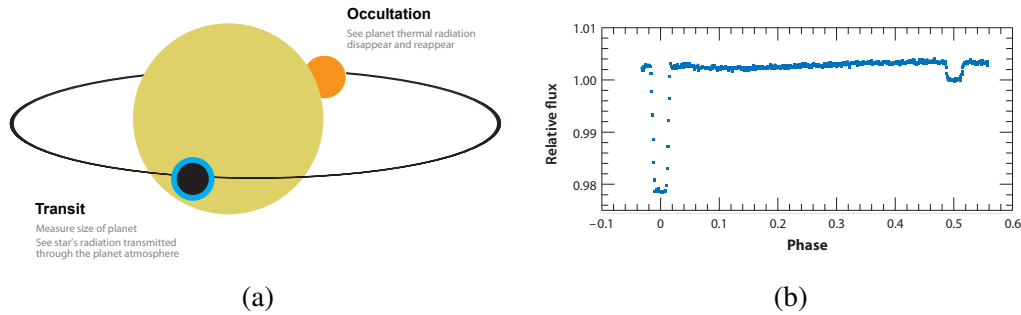 Occultation
See planet thermal radiation
disappear and reappear
Transit
Measure size of planet
See star's radiation transmitted
through the planet atmosphere
(a)
1.01
1.00
0.99
0.98
Relative flux
−0.1
0
0.1
0.2
0.3
0.4
0.5
0.6
Phase
(b)